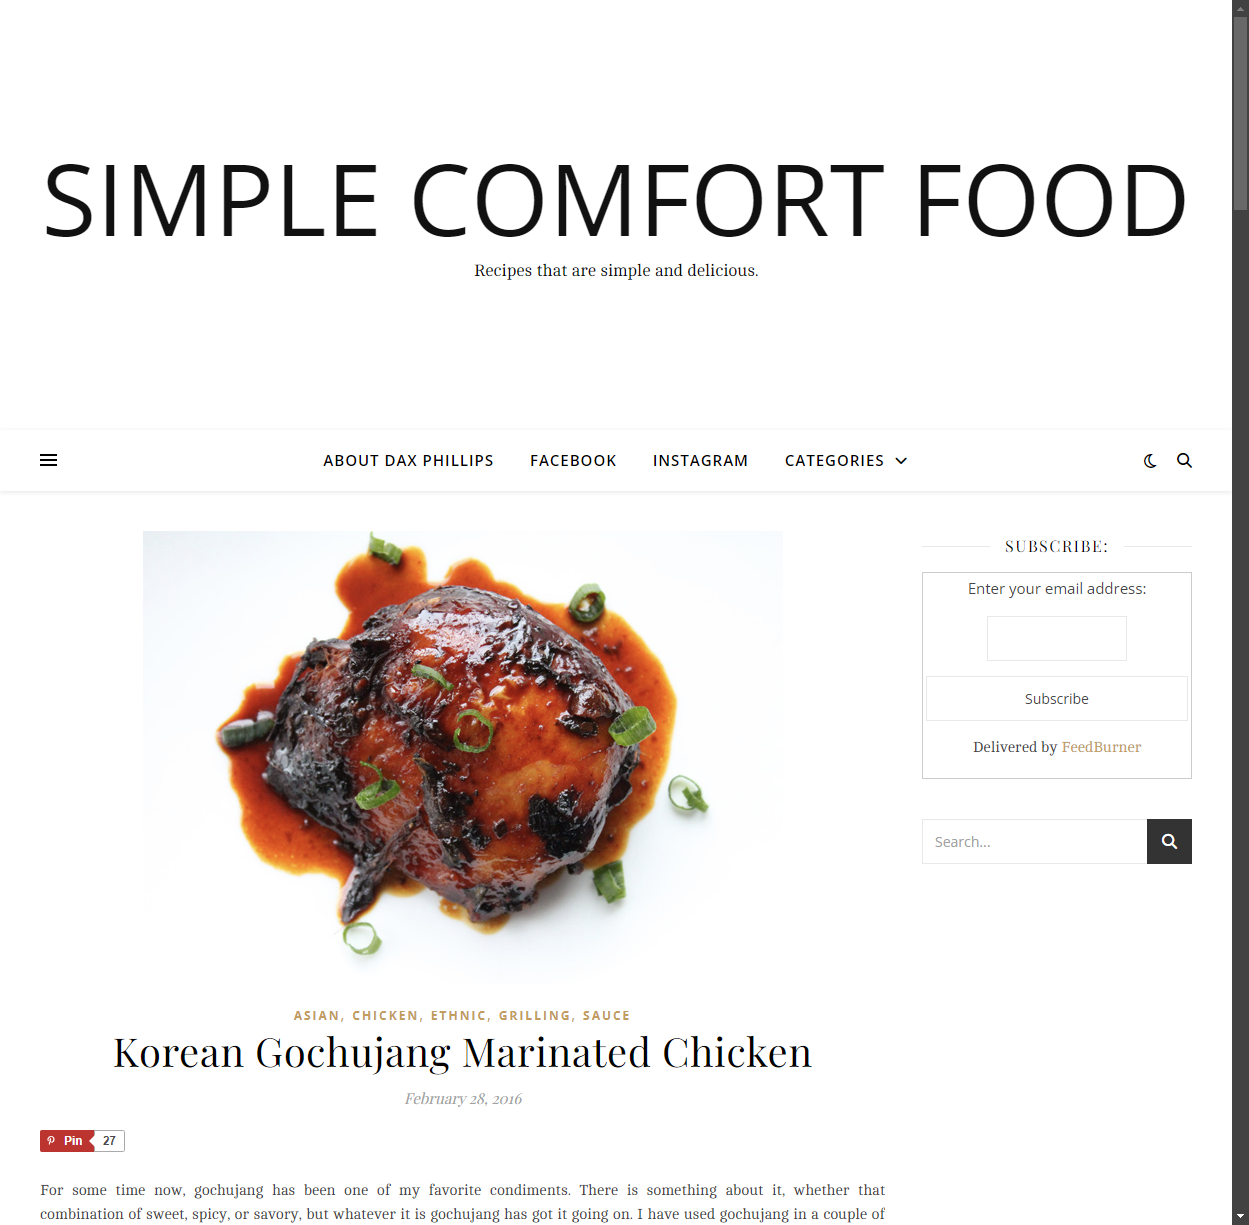 SIMPLE COMFORT FOOD
Recipes that are simple and delicious.
ABOUT DAX PHILLIPS FACEBOOK INSTAGRAM CATEGORIES
SUBSCRIBE:
Enter your email address:
Subscribe
Delivered by FeedBurner
Search...
ASIAN, CHICKEN, ETHNIC, GRILLING, SAUCE
Korean Gochujang Marinated Chicken
February 28, 2016
Pin 27
For some time now, gochujang has been one of my favorite condiments. There is something about it, whether that
combination of sweet, spicy, or savory, but whatever it is gochujang has got it going on. I have used gochujang in a couple of